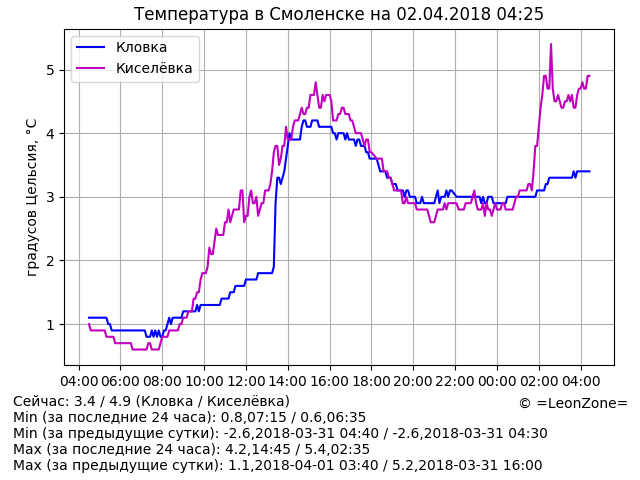 Температура в Смоленске на 02.04.2018 04:25
Кловка
Киселёвка
градусов Цельсия, °C
5
4
3
2
1
04:00 06:00 08:00 10:00 12:00 14:00 16:00 18:00 20:00 22:00 00:00 02:00 04:00
Сейчас: 3.4 / 4.9 (Кловка / Киселёвка)
© =LeonZone=
Min (за последние 24 часа): 0.8,07:15 / 0.6,06:35
Min (за предыдущие сутки): -2.6,2018-03-31 04:40 / -2.6,2018-03-31 04:30
Max (за последние 24 часа): 4.2,14:45 / 5.4,02:35
Max (за предыдущие сутки): 1.1,2018-04-01 03:40 / 5.2,2018-03-31 16:00